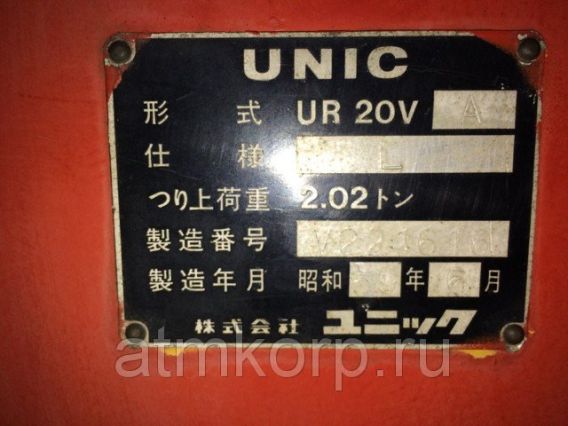 UNIC
形式 UR 20V A
仕様 L
つり上荷重 2.02トン
製造番号
製造年月 昭和 年 月
株式会社 ユニック
atmkorp.ru